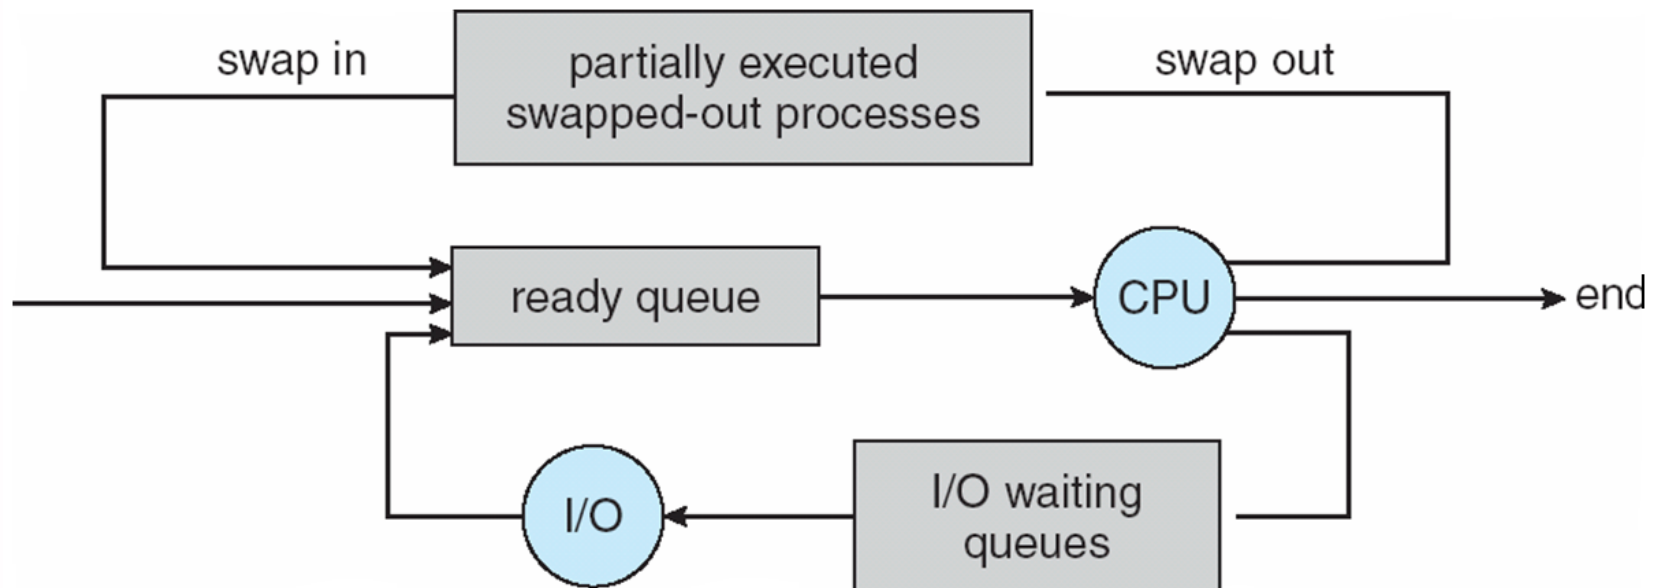 swap in
partially executed
swapped-out processes
swap out
ready queue
CPU
end
I/O
I/O waiting
queues